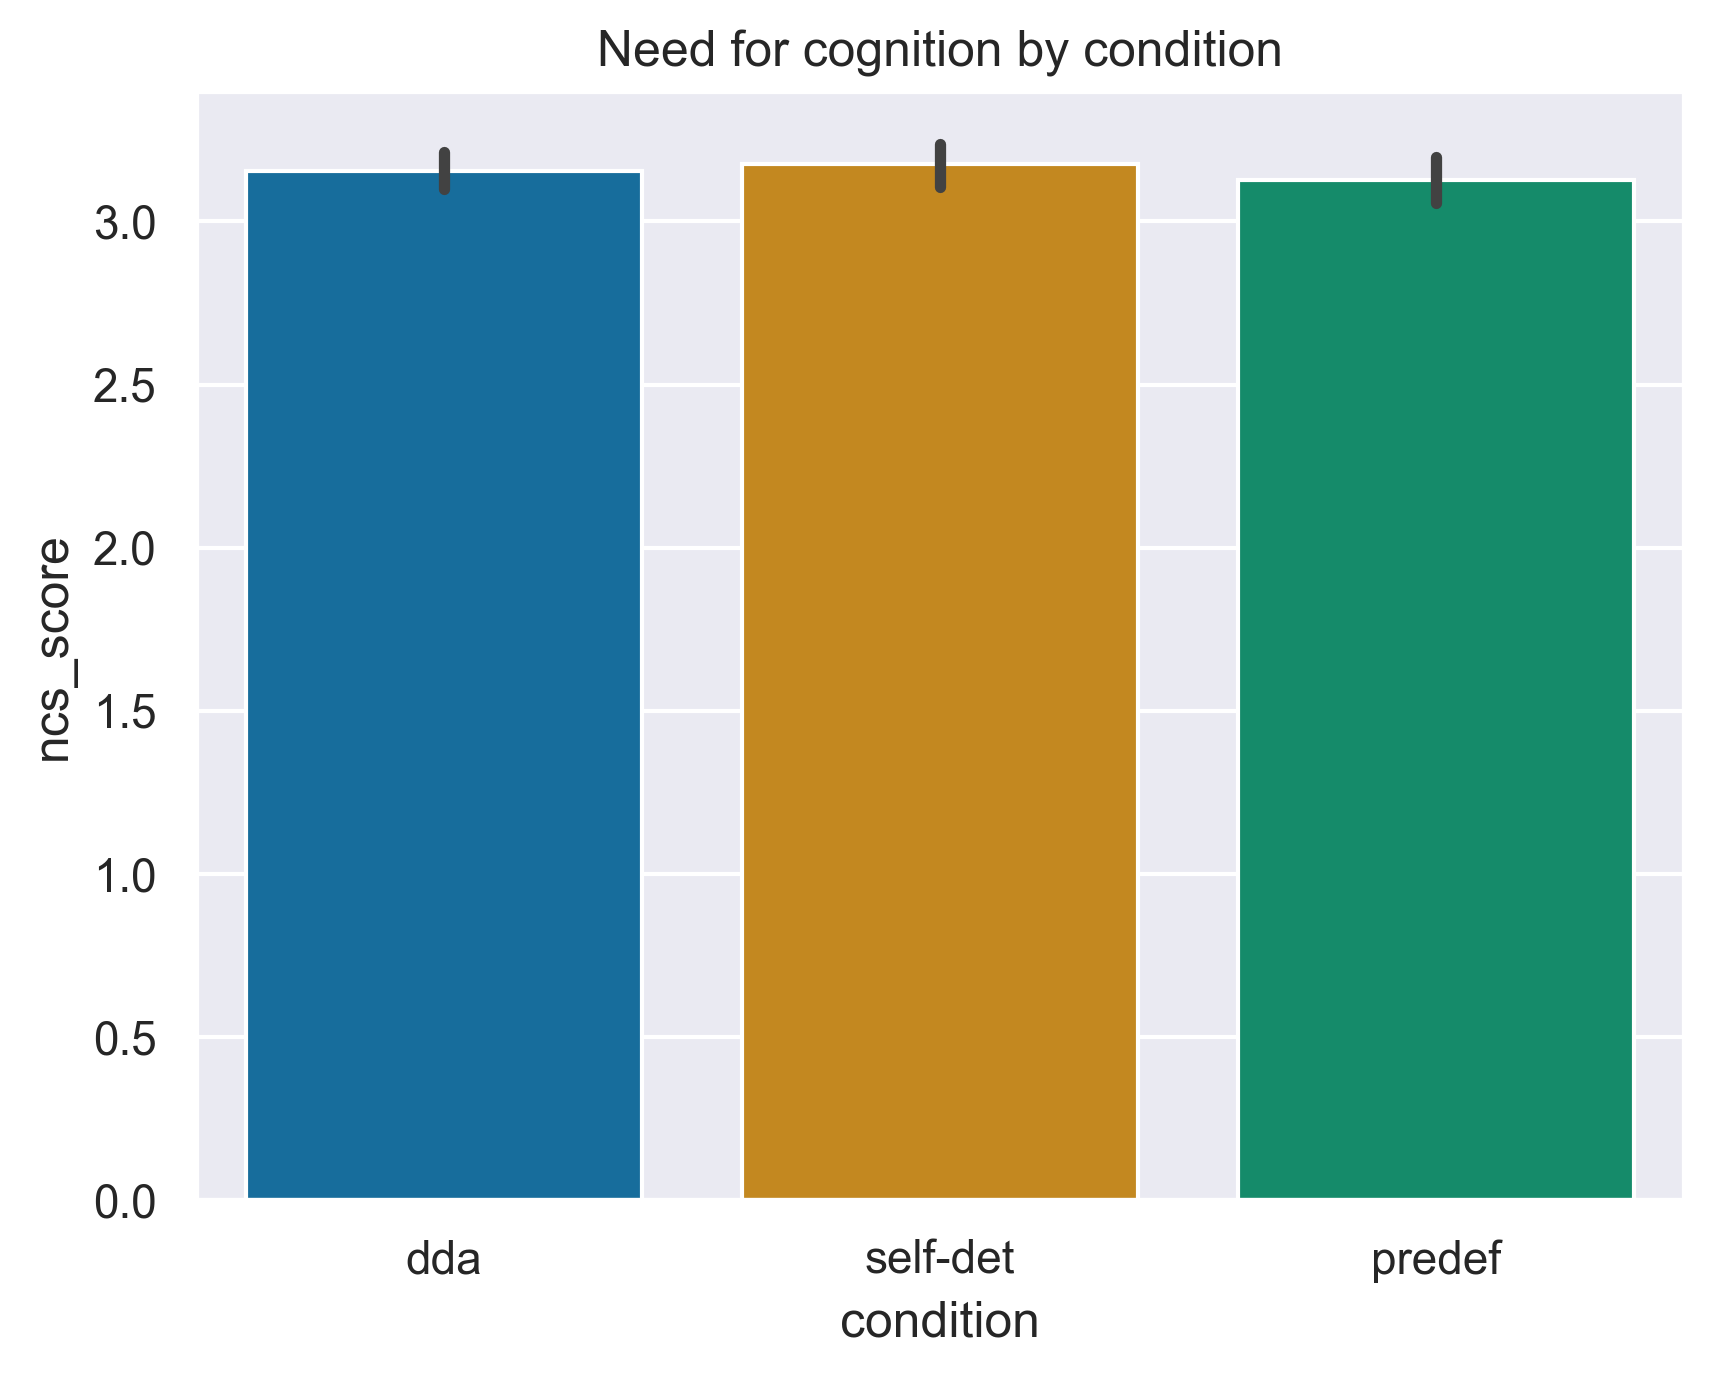 Need for cognition by condition
ncs_score
3.0
2.5
2.0
1.5
1.0
0.5
0.0
dda
self-det
predef
condition